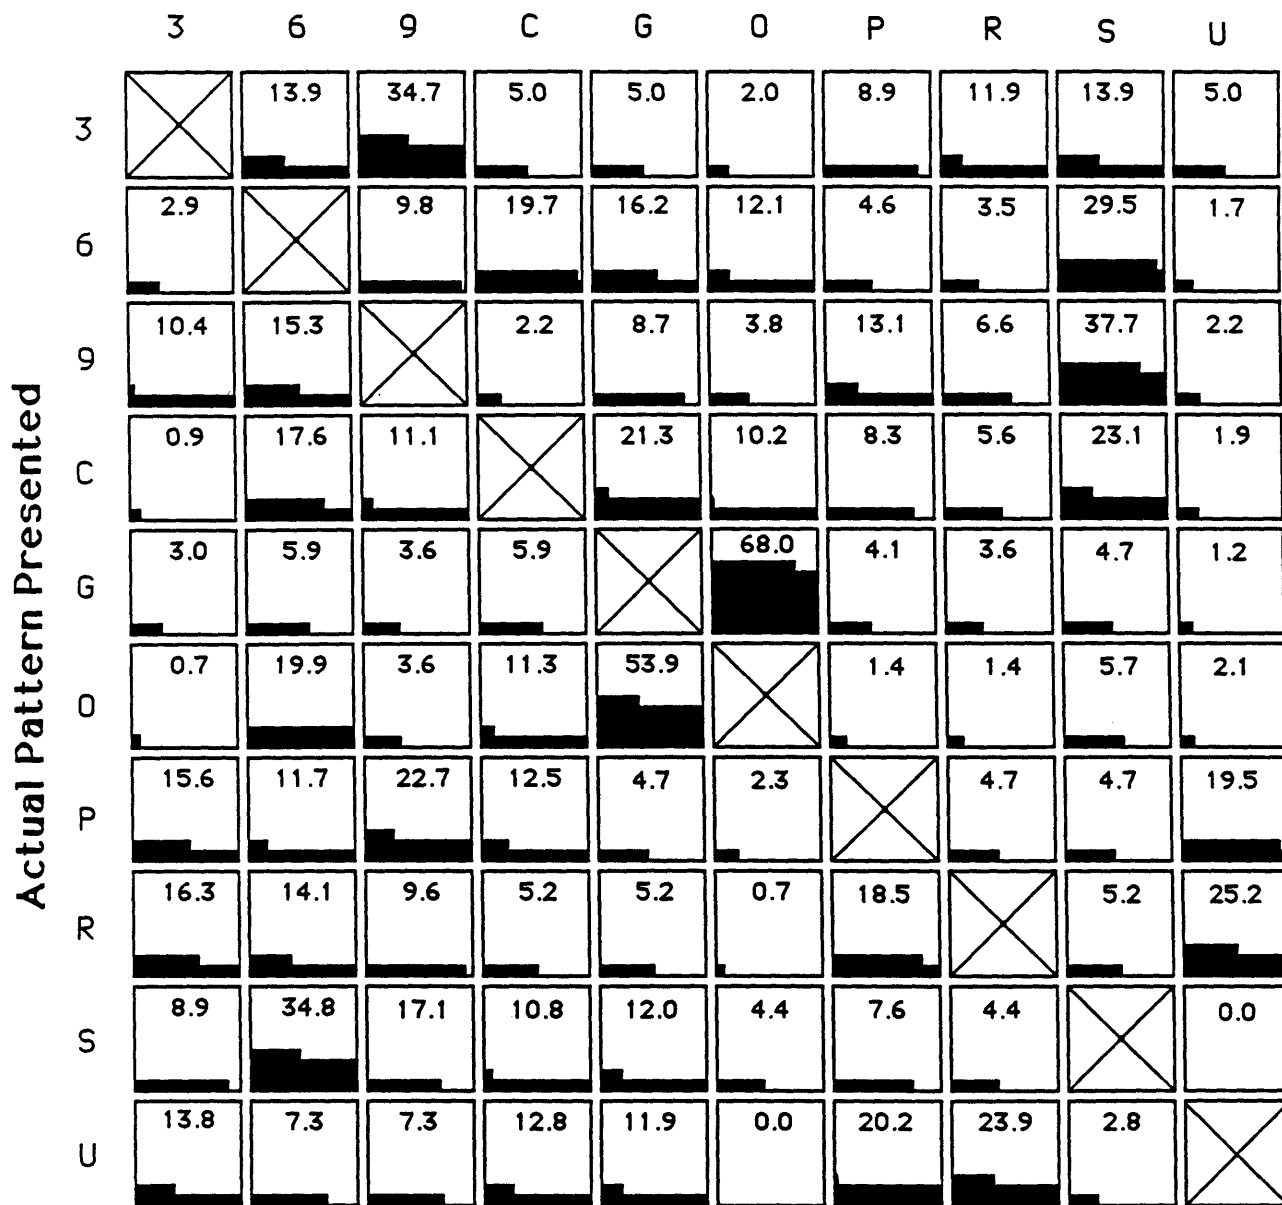 3 6 9 C G O P R S U
Actual Pattern Presented
3 13.9 34.7 5.0 5.0 2.0 8.9 11.9 13.9 5.0
6 2.9 9.8 19.7 16.2 12.1 4.6 3.5 29.5 1.7
9 10.4 15.3 2.2 8.7 3.8 13.1 6.6 37.7 2.2
C 0.9 17.6 11.1 21.3 10.2 8.3 5.6 23.1 1.9
G 3.0 5.9 3.6 5.9 68.0 4.1 3.6 4.7 1.2
O 0.7 19.9 3.6 11.3 53.9 1.4 1.4 5.7 2.1
P 15.6 11.7 22.7 12.5 4.7 2.3 4.7 4.7 19.5
R 16.3 14.1 9.6 5.2 5.2 0.7 18.5 5.2 25.2
S 8.9 34.8 17.1 10.8 12.0 4.4 7.6 4.4 0.0
U 13.8 7.3 7.3 12.8 11.9 0.0 20.2 23.9 2.8